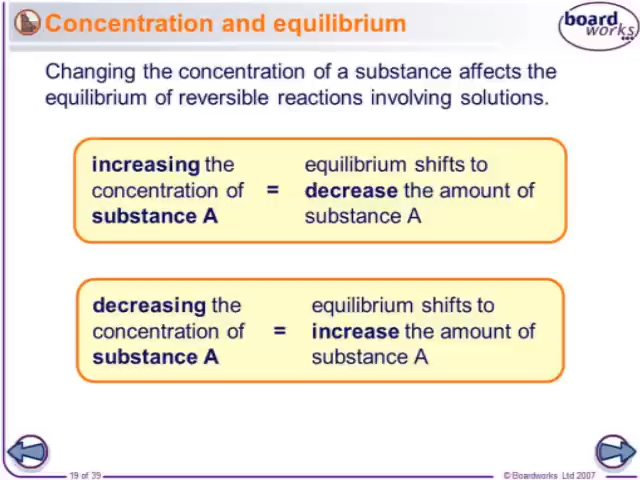 Concentration and equilibrium
board
works
Changing the concentration of a substance affects the
equilibrium of reversible reactions involving solutions.
increasing the
concentration of
substance A
=
equilibrium shifts to
decrease the amount of
substance A
decreasing the
concentration of
substance A
=
equilibrium shifts to
increase the amount of
substance A
19 of 39
© Boardworks Ltd 2007